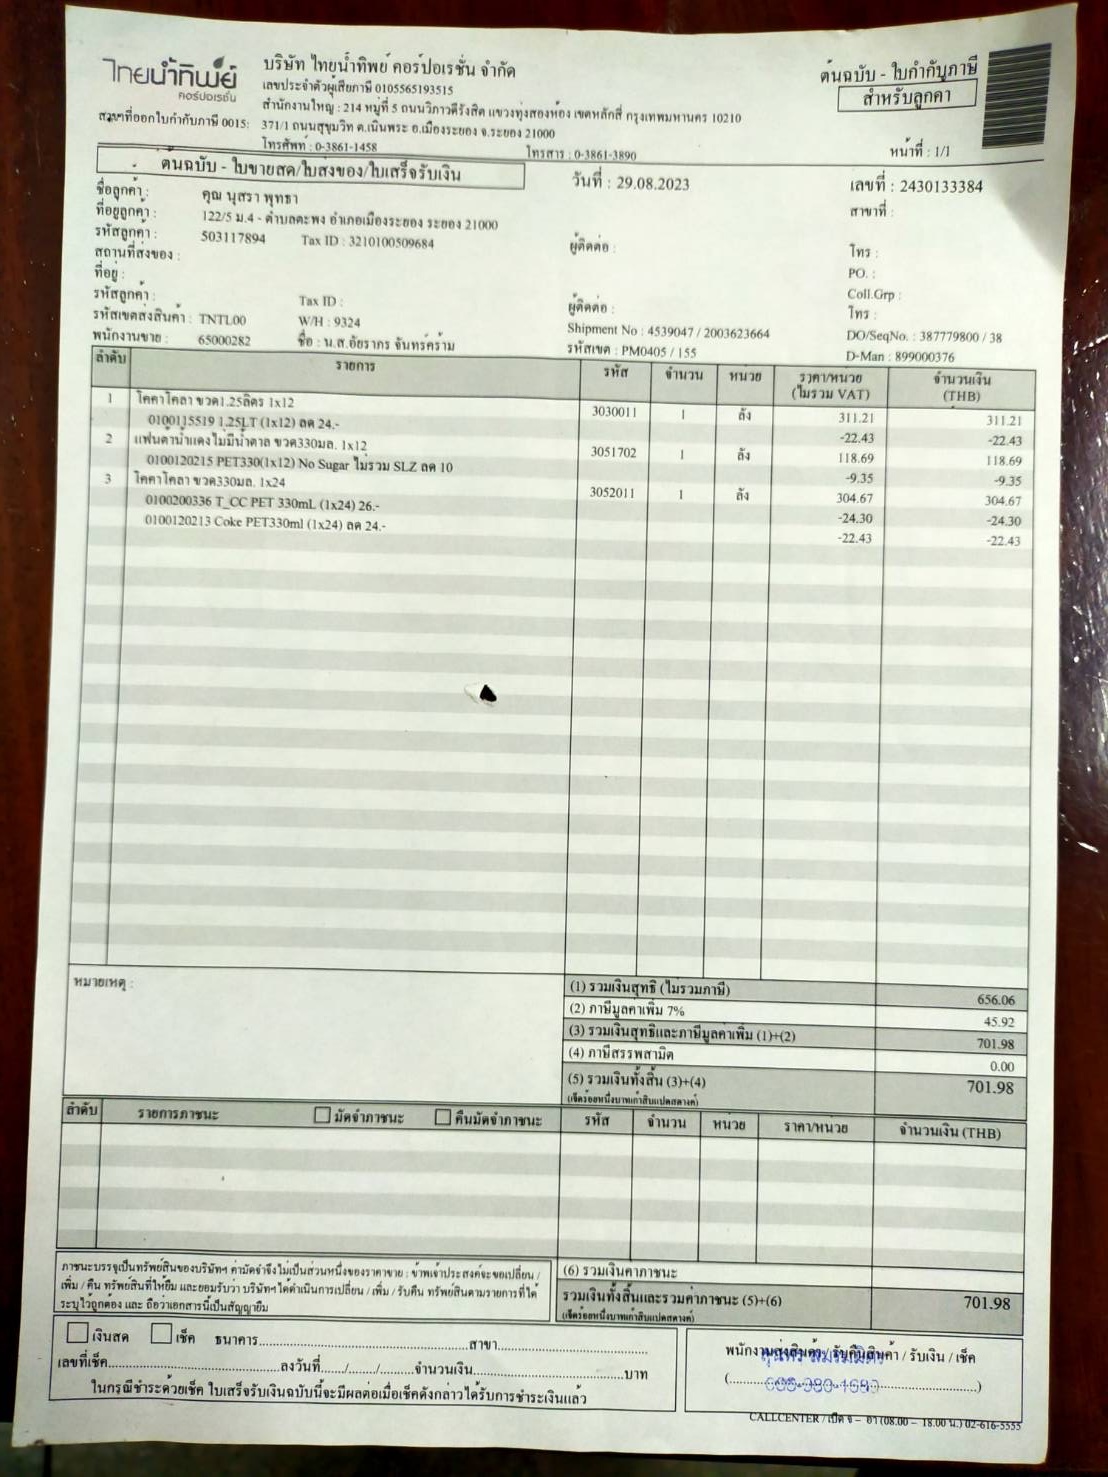 ไทยน้ำทิพย์
คอร์ปอเรชั่น
บริษัท ไทยน้ำทิพย์ คอร์ปอเรชั่น จำกัด
เลขประจำตัวผู้เสียภาษี 0105565193515
สำนักงานใหญ่ : 214 หมู่ที่ 5 ถนนวิภาวดีรังสิต แขวงทุ่งสองห้อง เขตหลักสี่ กรุงเทพมหานคร 10210
สาขาที่ออกใบกำกับภาษี 0015: 371/1 ถนนสุขุมวิท ต.เนินพระ อ.เมืองระยอง จ.ระยอง 21000
โทรศัพท์ : 0-3861-1458 โทรสาร : 0-3861-3890
ต้นฉบับ - ใบกำกับภาษี
สำหรับลูกค้า
หน้าที่ : 1/1
ต้นฉบับ - ใบขายสด/ใบส่งของ/ใบเสร็จรับเงิน
วันที่ : 29.08.2023
เลขที่ : 2430133384
ชื่อลูกค้า : คุณ นุสรา พุทธา
สาขาที่ :
ที่อยู่ลูกค้า : 122/5 ม.4 - ตำบลตะพง อำเภอเมืองระยอง ระยอง 21000
รหัสลูกค้า : 503117894 Tax ID : 3210100509684 ผู้ติดต่อ : โทร :
สถานที่ส่งของ :
PO. :
ที่อยู่ :
Coll.Grp :
รหัสลูกค้า : Tax ID : ผู้ติดต่อ : โทร :
รหัสเขตส่งสินค้า : TNTL00 W/H : 9324 Shipment No : 4539047 / 2003623664 DO/SeqNo. : 387779800 / 38
พนักงานขาย : 65000282 ชื่อ : น.ส.อัยรากร จันทร์คร้าม รหัสเขต : PM0405 / 155 D-Man : 899000376
ลำดับ รายการ รหัส จำนวน หน่วย ราคา/หน่วย จำนวนเงิน
(ไม่รวม VAT) (THB)
1 โคคาโคลา ขวด1.25ลิตร 1x12 3030011 1 ลัง 311.21 311.21
0100115519 1.25LT (1x12) ลด 24.- -22.43 -22.43
2 แฟนต้าน้ำแดงไม่มีน้ำตาล ขวด330มล. 1x12 3051702 1 ลัง 118.69 118.69
0100120215 PET330(1x12) No Sugar ไม่รวม SLZ ลด 10 -9.35 -9.35
3 โคคาโคลา ขวด330มล. 1x24 3052011 1 ลัง 304.67 304.67
0100200336 T_CC PET 330mL (1x24) 26.- -24.30 -24.30
0100120213 Coke PET330ml (1x24) ลด 24.- -22.43 -22.43
หมายเหตุ :
(1) รวมเงินสุทธิ (ไม่รวมภาษี) 656.06
(2) ภาษีมูลค่าเพิ่ม 7% 45.92
(3) รวมเงินสุทธิและภาษีมูลค่าเพิ่ม (1)+(2) 701.98
(4) ภาษีสรรพสามิต 0.00
(5) รวมเงินทั้งสิ้น (3)+(4) 701.98
(เจ็ดร้อยหนึ่งบาทเก้าสิบแปดสตางค์)
ลำดับ รายการภาชนะ มัดจำภาชนะ คืนมัดจำภาชนะ รหัส จำนวน หน่วย ราคา/หน่วย จำนวนเงิน (THB)
ภาชนะบรรจุเป็นทรัพย์สินของบริษัทฯ ค่ามัดจำจึงไม่เป็นส่วนหนึ่งของราคาขาย : ข้าพเจ้าประสงค์จะขอเปลี่ยน /
เพิ่ม / คืน ทรัพย์สินที่ให้ยืม และยอมรับว่า บริษัทฯได้ดำเนินการเปลี่ยน / เพิ่ม / รับคืน ทรัพย์สินตามรายการที่ได้
ระบุไว้ถูกต้อง และ ถือว่าเอกสารนี้เป็นสัญญายืม
(6) รวมเงินค่าภาชนะ
รวมเงินทั้งสิ้นและรวมค่าภาชนะ (5)+(6) 701.98
(เจ็ดร้อยหนึ่งบาทเก้าสิบแปดสตางค์)
เงินสด เช็ค ธนาคาร....................สาขา....................
เลขที่เช็ค....................ลงวันที่....../....../......จำนวนเงิน....................บาท
ในกรณีชำระด้วยเช็ค ใบเสร็จรับเงินฉบับนี้จะมีผลต่อเมื่อเช็คดังกล่าวได้รับการชำระเงินแล้ว
พนักงานส่งสินค้า / รับคืนสินค้า / รับเงิน / เช็ค
(........................................)
CALLCENTER / เปิด จ – อา (08.00 – 18.00 น.) 02-616-5555